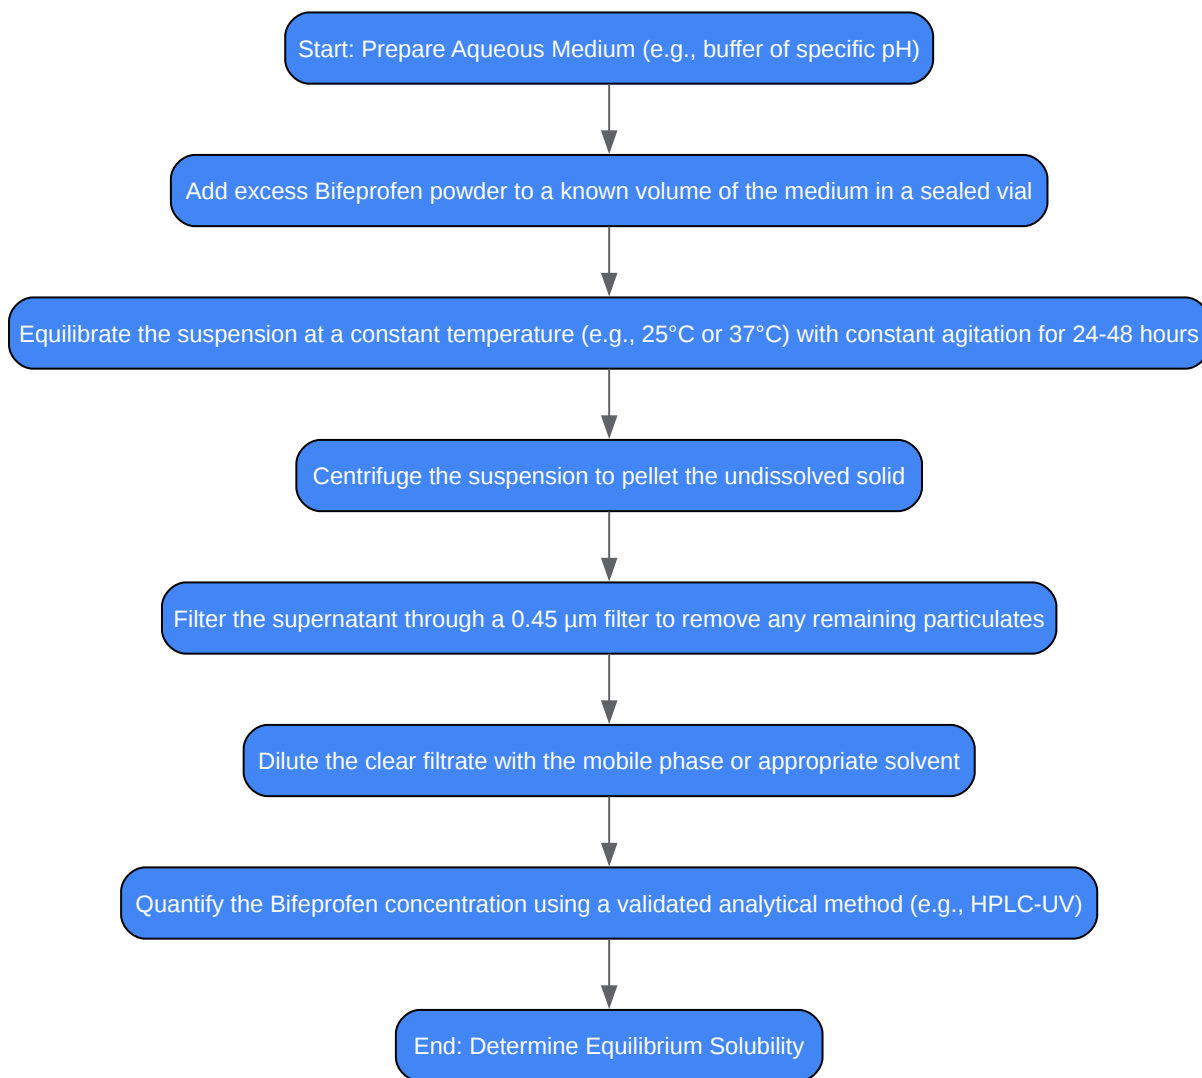 Start: Prepare Aqueous Medium (e.g., buffer of specific pH)
Add excess Bifeprofen powder to a known volume of the medium in a sealed vial
Equilibrate the suspension at a constant temperature (e.g., 25°C or 37°C) with constant agitation for 24-48 hours
Centrifuge the suspension to pellet the undissolved solid
Filter the supernatant through a 0.45 µm filter to remove any remaining particulates
Dilute the clear filtrate with the mobile phase or appropriate solvent
Quantify the Bifeprofen concentration using a validated analytical method (e.g., HPLC-UV)
End: Determine Equilibrium Solubility